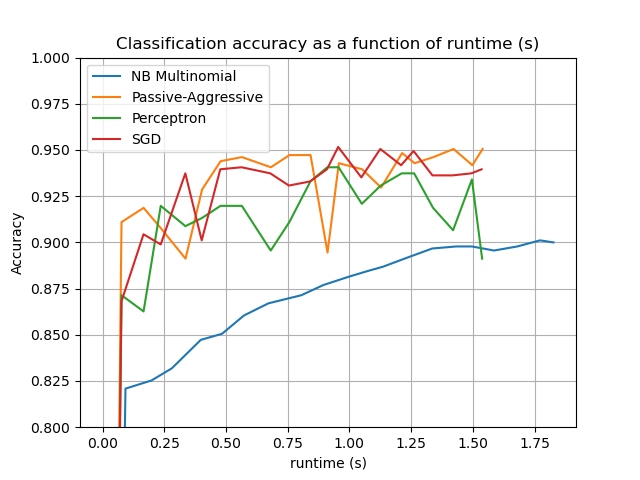 Classification accuracy as a function of runtime (s)
1.000
0.975
0.950
0.925
0.900
0.875
0.850
0.825
0.800
Accuracy
NB Multinomial
Passive-Aggressive
Perceptron
SGD
0.00 0.25 0.50 0.75 1.00 1.25 1.50 1.75
runtime (s)